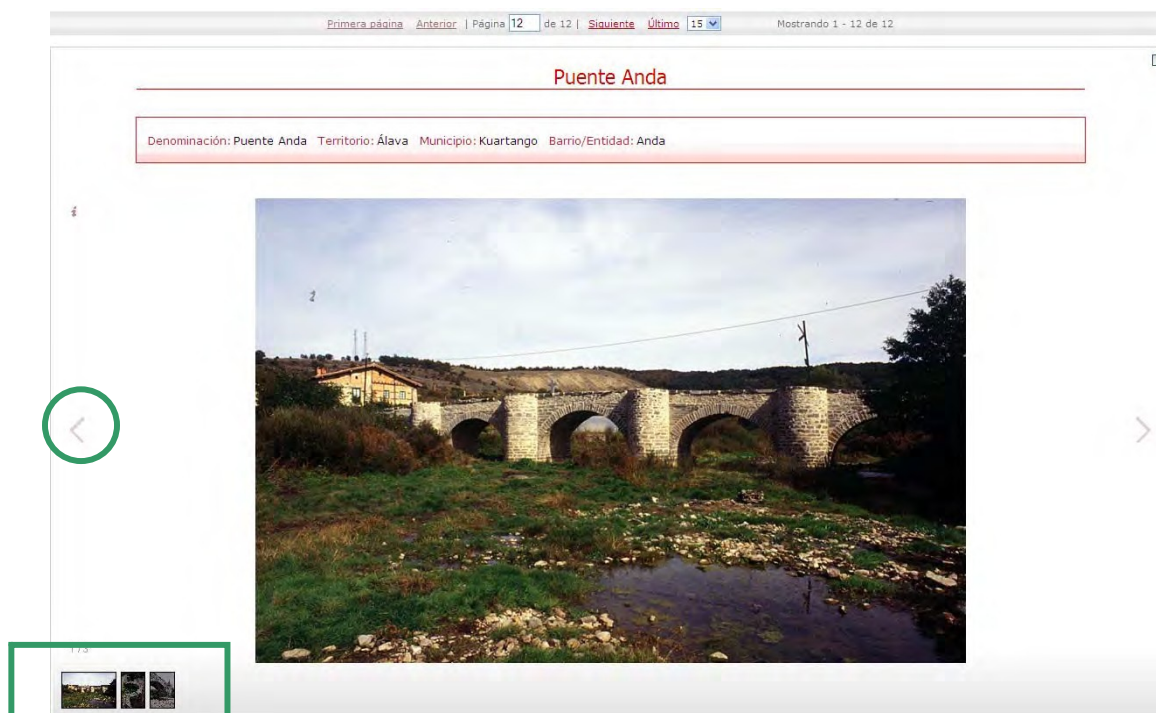 Primera página Anterior | Página 12 de 12 | Siguiente Último 15 Mostrando 1 - 12 de 12
Puente Anda
Denominación: Puente Anda Territorio: Álava Municipio: Kuartango Barrio/Entidad: Anda
1 / 3